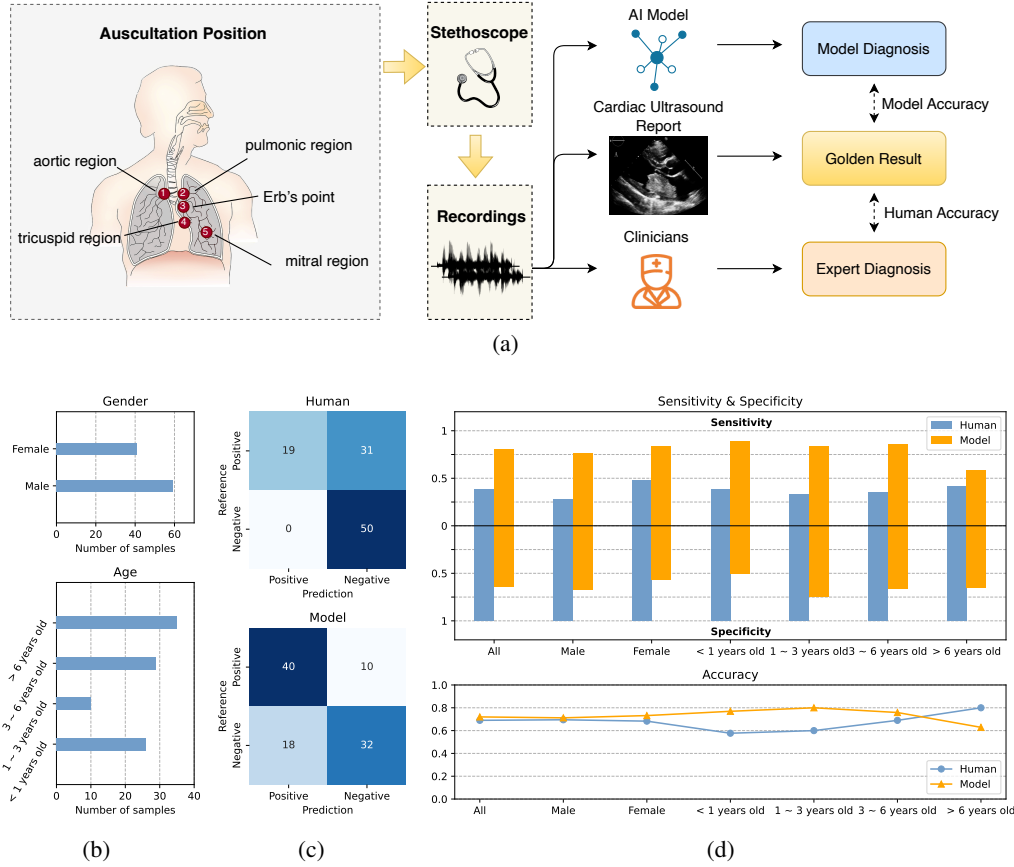 Auscultation Position
aortic region
pulmonic region
Erb's point
tricuspid region
mitral region
1
2
3
4
5
Stethoscope
Recordings
AI Model
Cardiac Ultrasound
Report
Clinicians
Model Diagnosis
Model Accuracy
Golden Result
Human Accuracy
Expert Diagnosis
(a)
Gender
Female
Male
0 20 40 60
Number of samples
Age
> 6 years old
3 ~ 6 years old
1 ~ 3 years old
< 1 years old
0 10 20 30 40
Number of samples
(b)
Human
Reference
Positive
Negative
19 31
0 50
Positive Negative
Prediction
Model
Reference
Positive
Negative
40 10
18 32
Positive Negative
Prediction
(c)
Sensitivity & Specificity
Sensitivity
Human
Model
1
0.5
0
0.5
1
Specificity
All Male Female < 1 years old 1 ~ 3 years old 3 ~ 6 years old > 6 years old
Accuracy
1.0
0.8
0.6
0.4
0.2
0.0
Human
Model
All Male Female < 1 years old 1 ~ 3 years old 3 ~ 6 years old > 6 years old
(d)